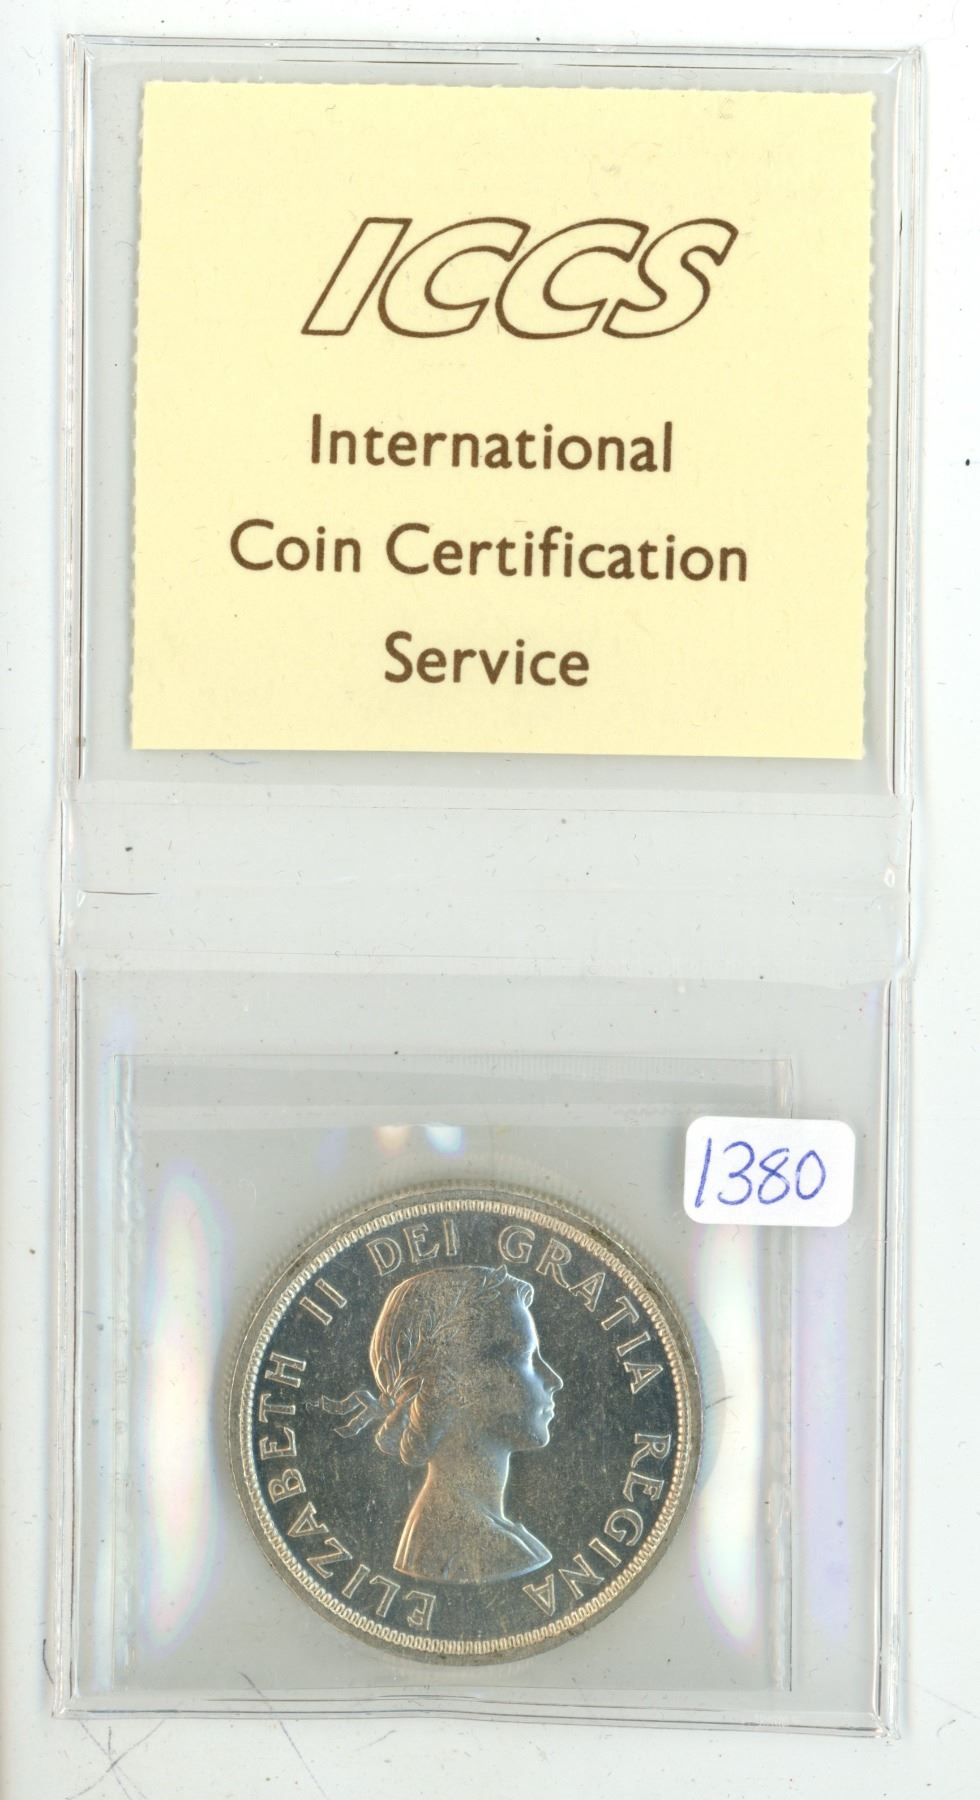 ICCS
International
Coin Certification
Service
1380
ELIZABETH II DEI GRATIA REGINA